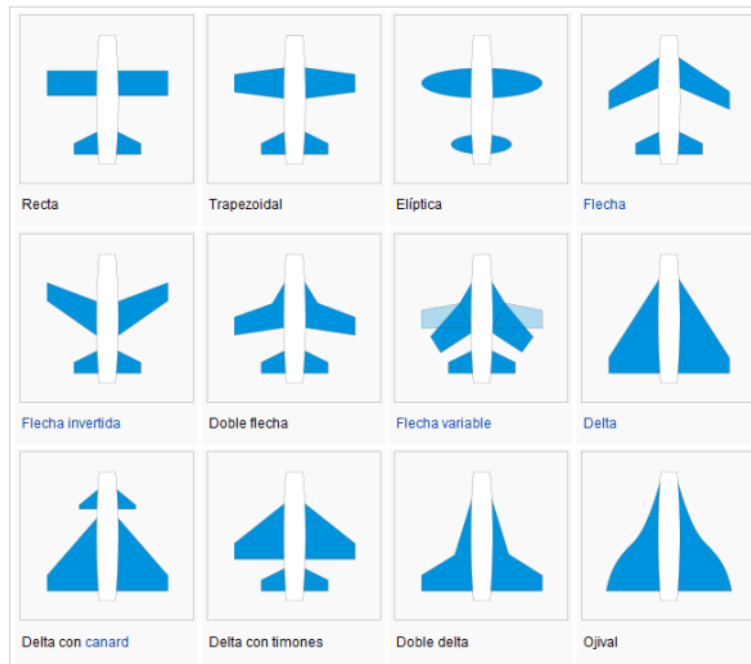 Recta
Trapezoidal
Elíptica
Flecha
Flecha invertida
Doble flecha
Flecha variable
Delta
Delta con canard
Delta con timones
Doble delta
Ojival